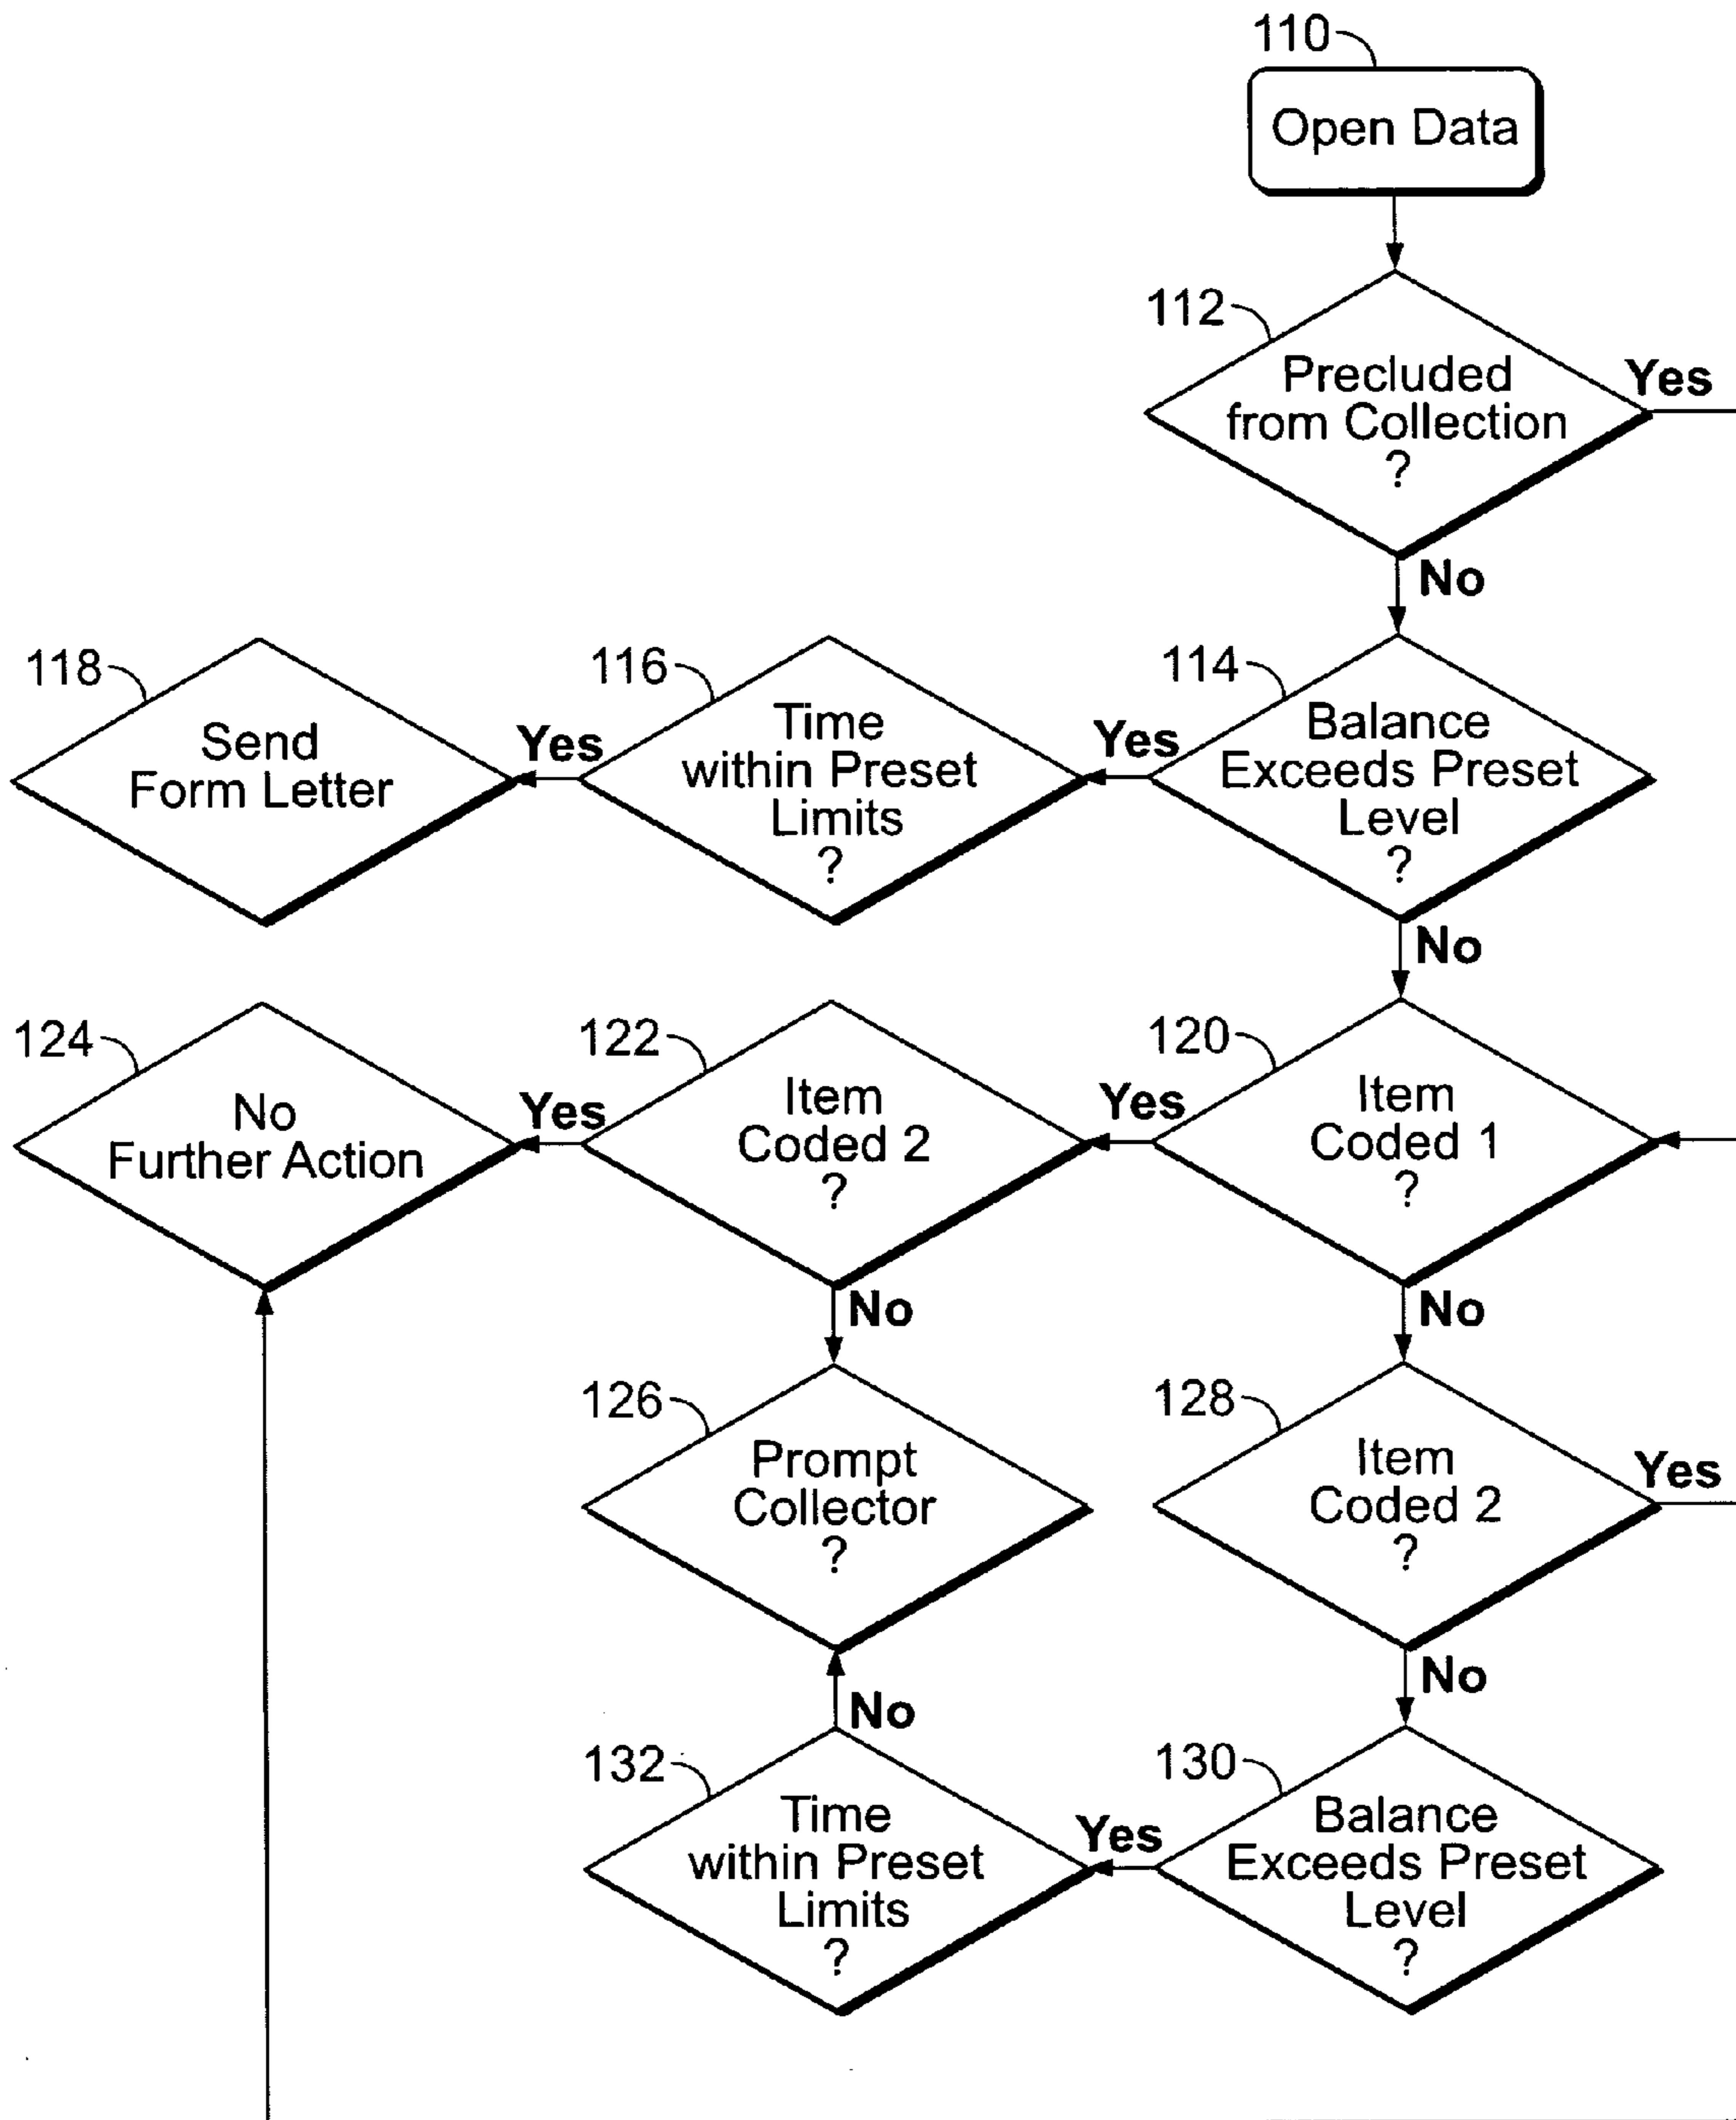 110
Open Data
112
Precluded
from Collection
?
Yes
No
118
Send
Form Letter
Yes
116
Time
within Preset
Limits
?
Yes
114
Balance
Exceeds Preset
Level
?
No
124
No
Further Action
Yes
122
Item
Coded 2
?
Yes
120
Item
Coded 1
?
No
No
126
Prompt
Collector
?
128
Item
Coded 2
?
Yes
No
No
132
Time
within Preset
Limits
?
Yes
130
Balance
Exceeds Preset
Level
?